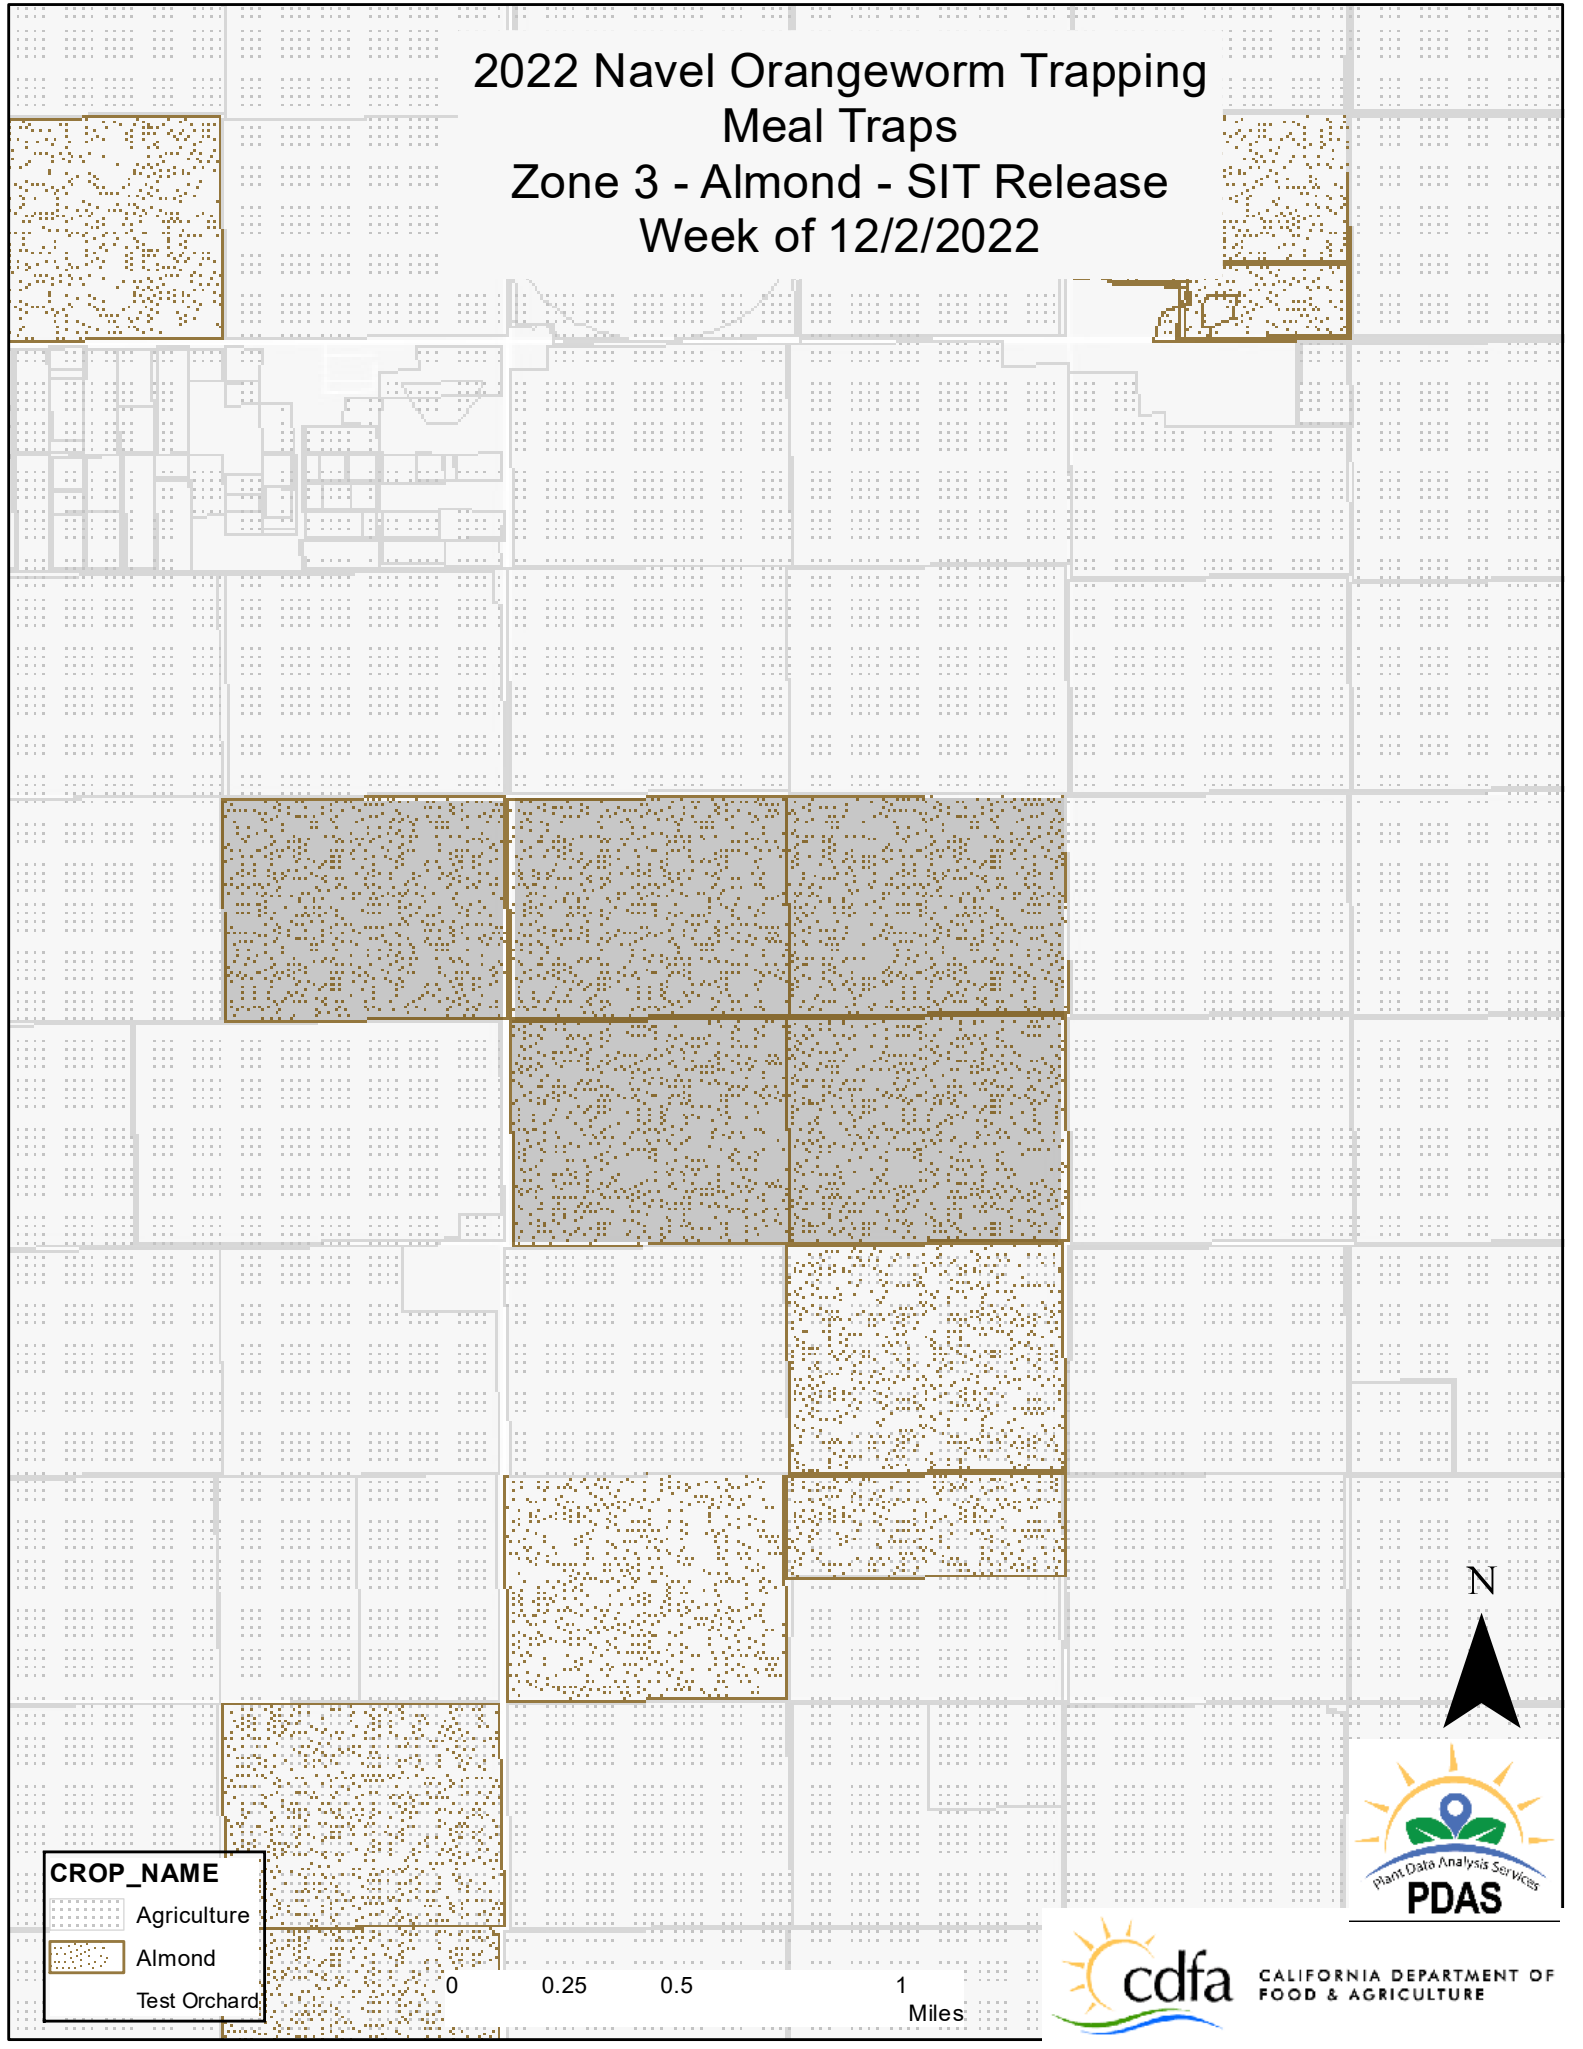 2022 Navel Orangeworm Trapping
Meal Traps
Zone 3 - Almond - SIT Release
Week of 12/2/2022
N
Plant Data Analysis Services
PDAS
CROP_NAME
Agriculture
Almond
Test Orchard
0 0.25 0.5 1
Miles
cdfa
CALIFORNIA DEPARTMENT OF
FOOD & AGRICULTURE